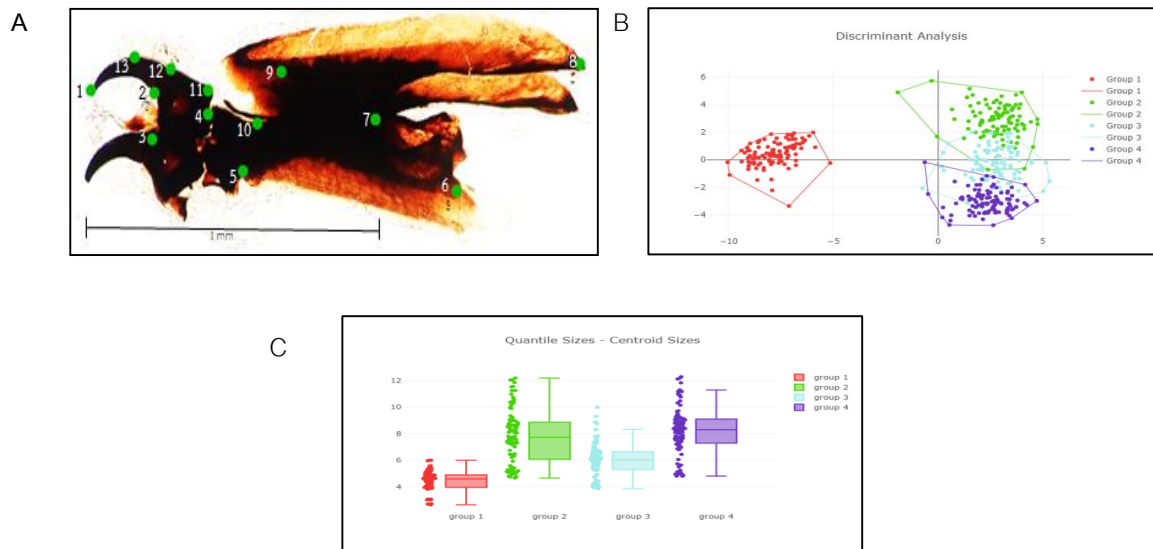 A
13
12
9
8
1
2
11
4
10
7
3
5
6
1 mm
B
Discriminant Analysis
6
4
2
0
−2
−4
−10
−5
0
5
Group 1
Group 1
Group 2
Group 2
Group 3
Group 3
Group 4
Group 4
C
Quantile Sizes - Centroid Sizes
12
10
8
6
4
group 1
group 2
group 3
group 4
group 1
group 2
group 3
group 4